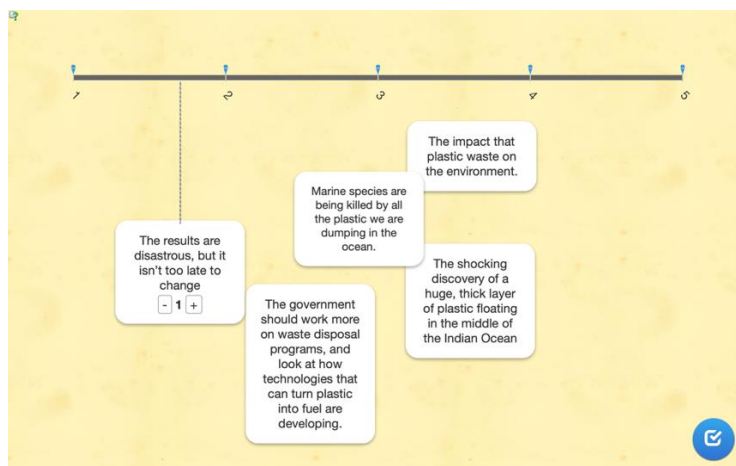 1
2
3
4
5
The impact that
plastic waste on
the environment.
Marine species are
being killed by all
the plastic we are
dumping in the
ocean.
The results are
disastrous, but it
isn't too late to
change
- 1 +
The shocking
discovery of a
huge, thick layer
of plastic floating
in the middle of
the Indian Ocean
The government
should work more
on waste disposal
programs, and
look at how
technologies that
can turn plastic
into fuel are
developing.